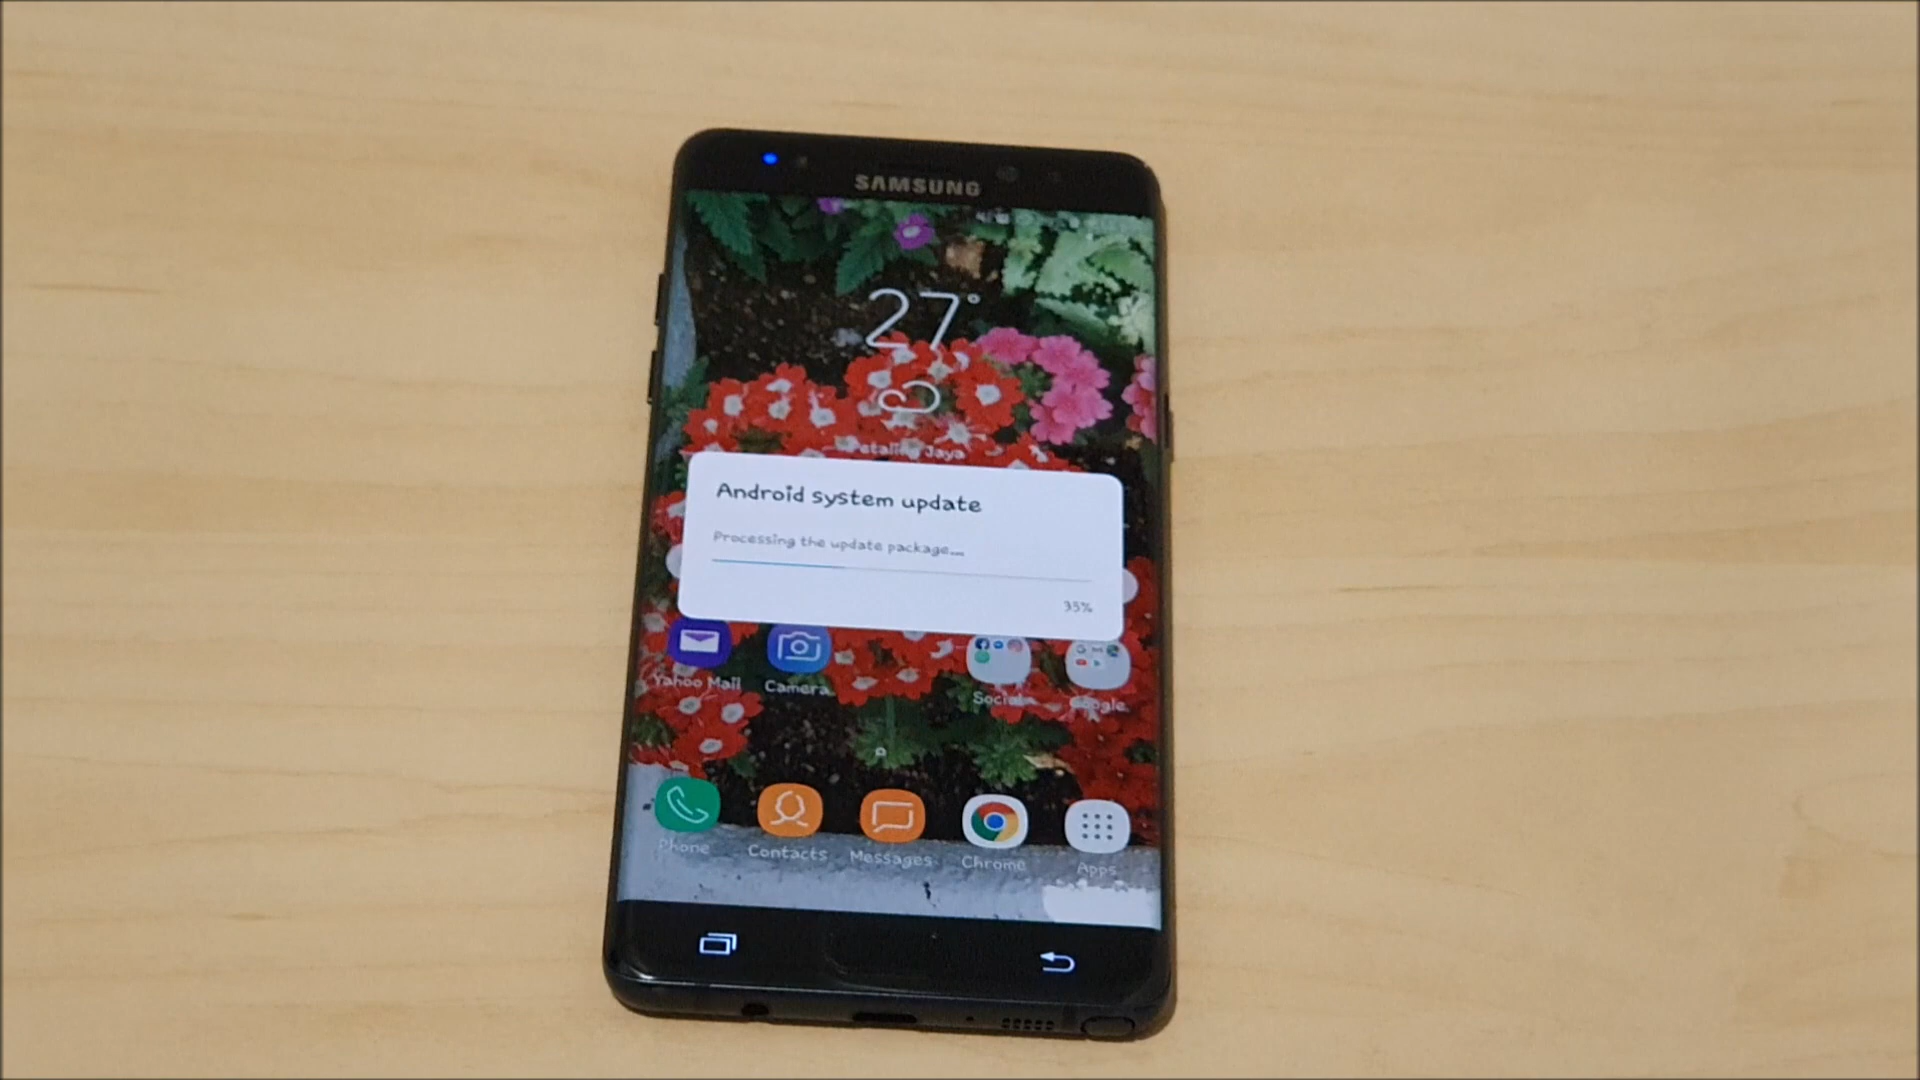 SAMSUNG
27°
Petaling Jaya
Android system update
Processing the update package...
35%
Yahoo Mail
Camera
Social
Google
Phone
Contacts
Messages
Chrome
Apps